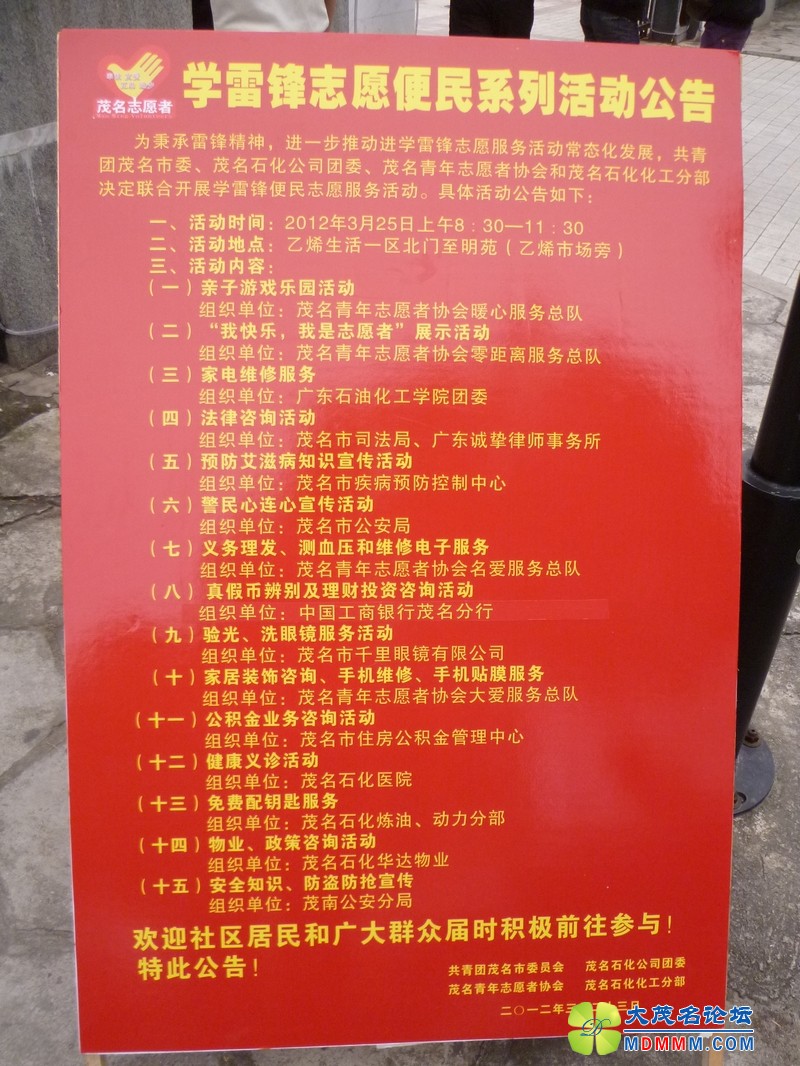 茂名志愿者
学雷锋志愿便民系列活动公告
为秉承雷锋精神，进一步推动进学雷锋志愿服务活动常态化发展，共青
团茂名市委、茂名石化公司团委、茂名青年志愿者协会和茂名石化化工分部
决定联合开展学雷锋便民志愿服务活动。具体活动公告如下：
一、活动时间：2012年3月25日上午8：30—11：30
二、活动地点：乙烯生活一区北门至明苑（乙烯市场旁）
三、活动内容：
（一）亲子游戏乐园活动
组织单位：茂名青年志愿者协会暖心服务总队
（二）“我快乐，我是志愿者”展示活动
组织单位：茂名青年志愿者协会零距离服务总队
（三）家电维修服务
组织单位：广东石油化工学院团委
（四）法律咨询活动
组织单位：茂名市司法局、广东诚挚律师事务所
（五）预防艾滋病知识宣传活动
组织单位：茂名市疾病预防控制中心
（六）警民心连心宣传活动
组织单位：茂名市公安局
（七）义务理发、测血压和维修电子服务
组织单位：茂名青年志愿者协会名爱服务总队
（八）真假币辨别及理财投资咨询活动
组织单位：中国工商银行茂名分行
（九）验光、洗眼镜服务活动
组织单位：茂名市千里眼镜有限公司
（十）家居装饰咨询、手机维修、手机贴膜服务
组织单位：茂名青年志愿者协会大爱服务总队
（十一）公积金业务咨询活动
组织单位：茂名市住房公积金管理中心
（十二）健康义诊活动
组织单位：茂名石化医院
（十三）免费配钥匙服务
组织单位：茂名石化炼油、动力分部
（十四）物业、政策咨询活动
组织单位：茂名石化华达物业
（十五）安全知识、防盗防抢宣传
组织单位：茂南公安分局
欢迎社区居民和广大群众届时积极前往参与！
特此公告！
共青团茂名市委员会 茂名石化公司团委
茂名青年志愿者协会 茂名石化化工分部
二〇一二年三
大茂名论坛
MDMMM.COM